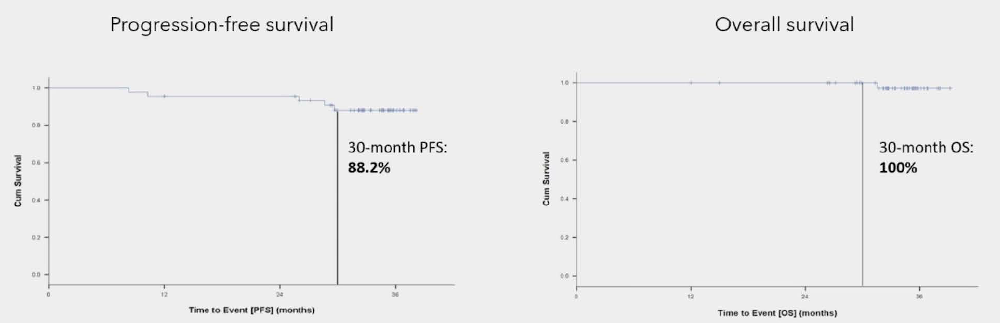 Progression-free survival
1.0
0.8
0.6
0.4
0.2
0.0
Cum Survival
30-month PFS:
88.2%
0 12 24 36
Time to Event [PFS] (months)
Overall survival
1.0
0.8
0.6
0.4
0.2
0.0
Cum Survival
30-month OS:
100%
0 12 24 36
Time to Event [OS] (months)